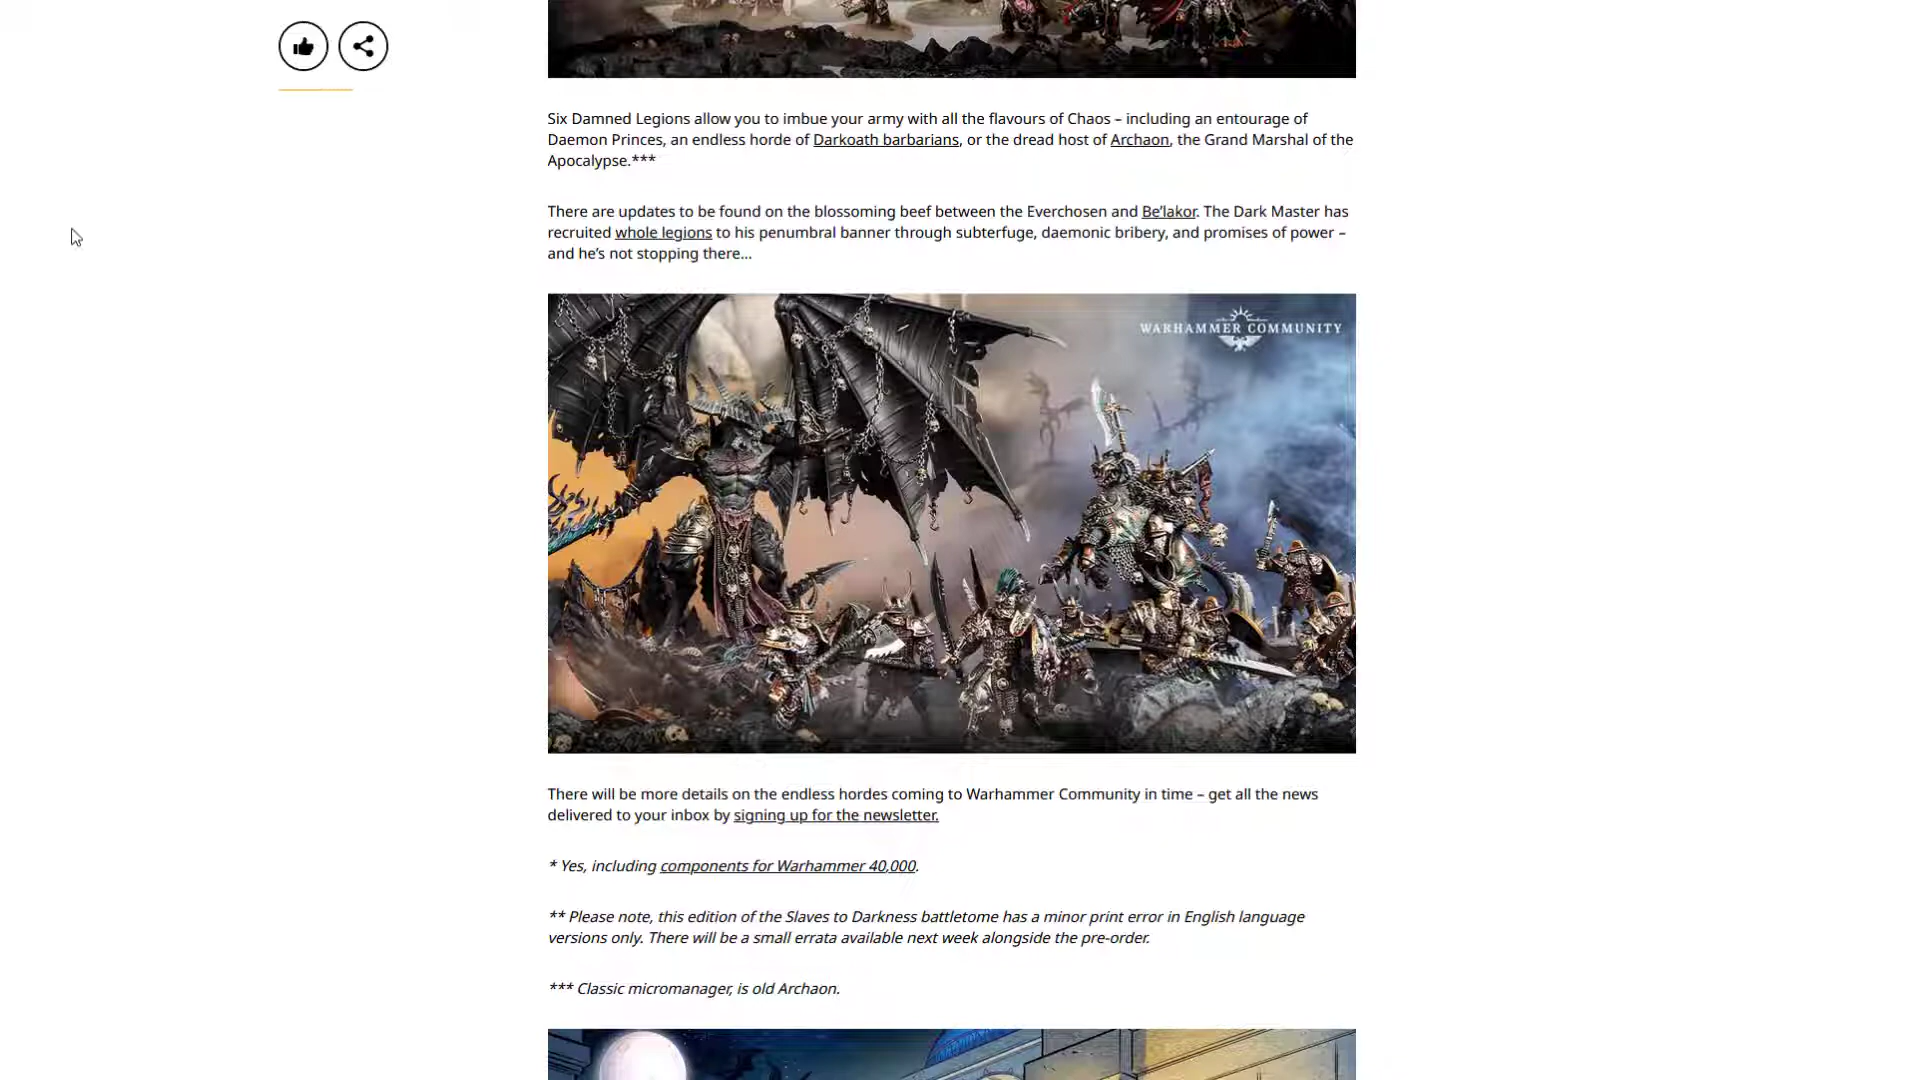 Six Damned Legions allow you to imbue your army with all the flavours of Chaos – including an entourage of
Daemon Princes, an endless horde of Darkoath barbarians, or the dread host of Archaon, the Grand Marshal of the
Apocalypse.***
There are updates to be found on the blossoming beef between the Everchosen and Be’lakor. The Dark Master has
recruited whole legions to his penumbral banner through subterfuge, daemonic bribery, and promises of power –
and he’s not stopping there…
WARHAMMER COMMUNITY
There will be more details on the endless hordes coming to Warhammer Community in time – get all the news
delivered to your inbox by signing up for the newsletter.
* Yes, including components for Warhammer 40,000.
** Please note, this edition of the Slaves to Darkness battletome has a minor print error in English language
versions only. There will be a small errata available next week alongside the pre-order.
*** Classic micromanager, is old Archaon.